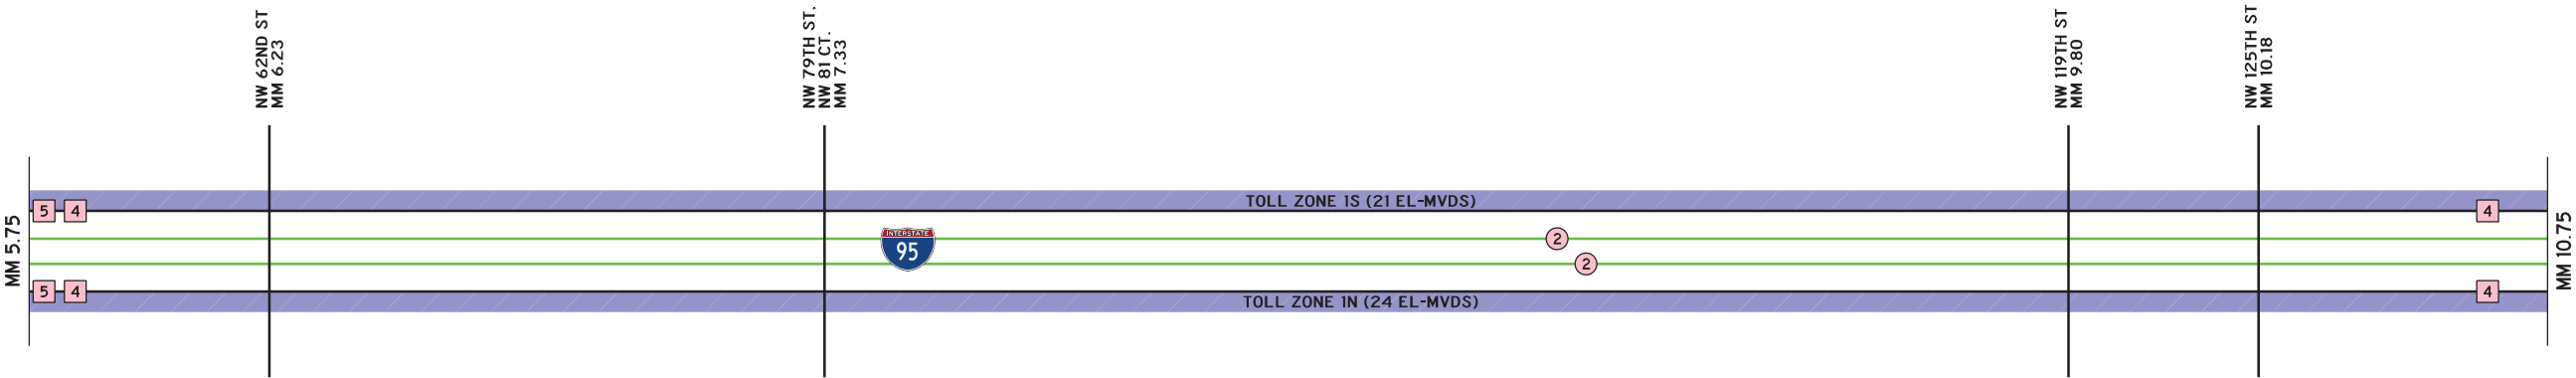 NW 62ND ST
MM 6.23
NW 79TH ST,
NW 81 CT.
MM 7.33
NW 119TH ST
MM 9.80
NW 125TH ST
MM 10.18
MM 5.75
TOLL ZONE 1S (21 EL-MVDS)
5 4 4
INTERSTATE
95
2
2
5 4 4
TOLL ZONE 1N (24 EL-MVDS)
MM 10.75